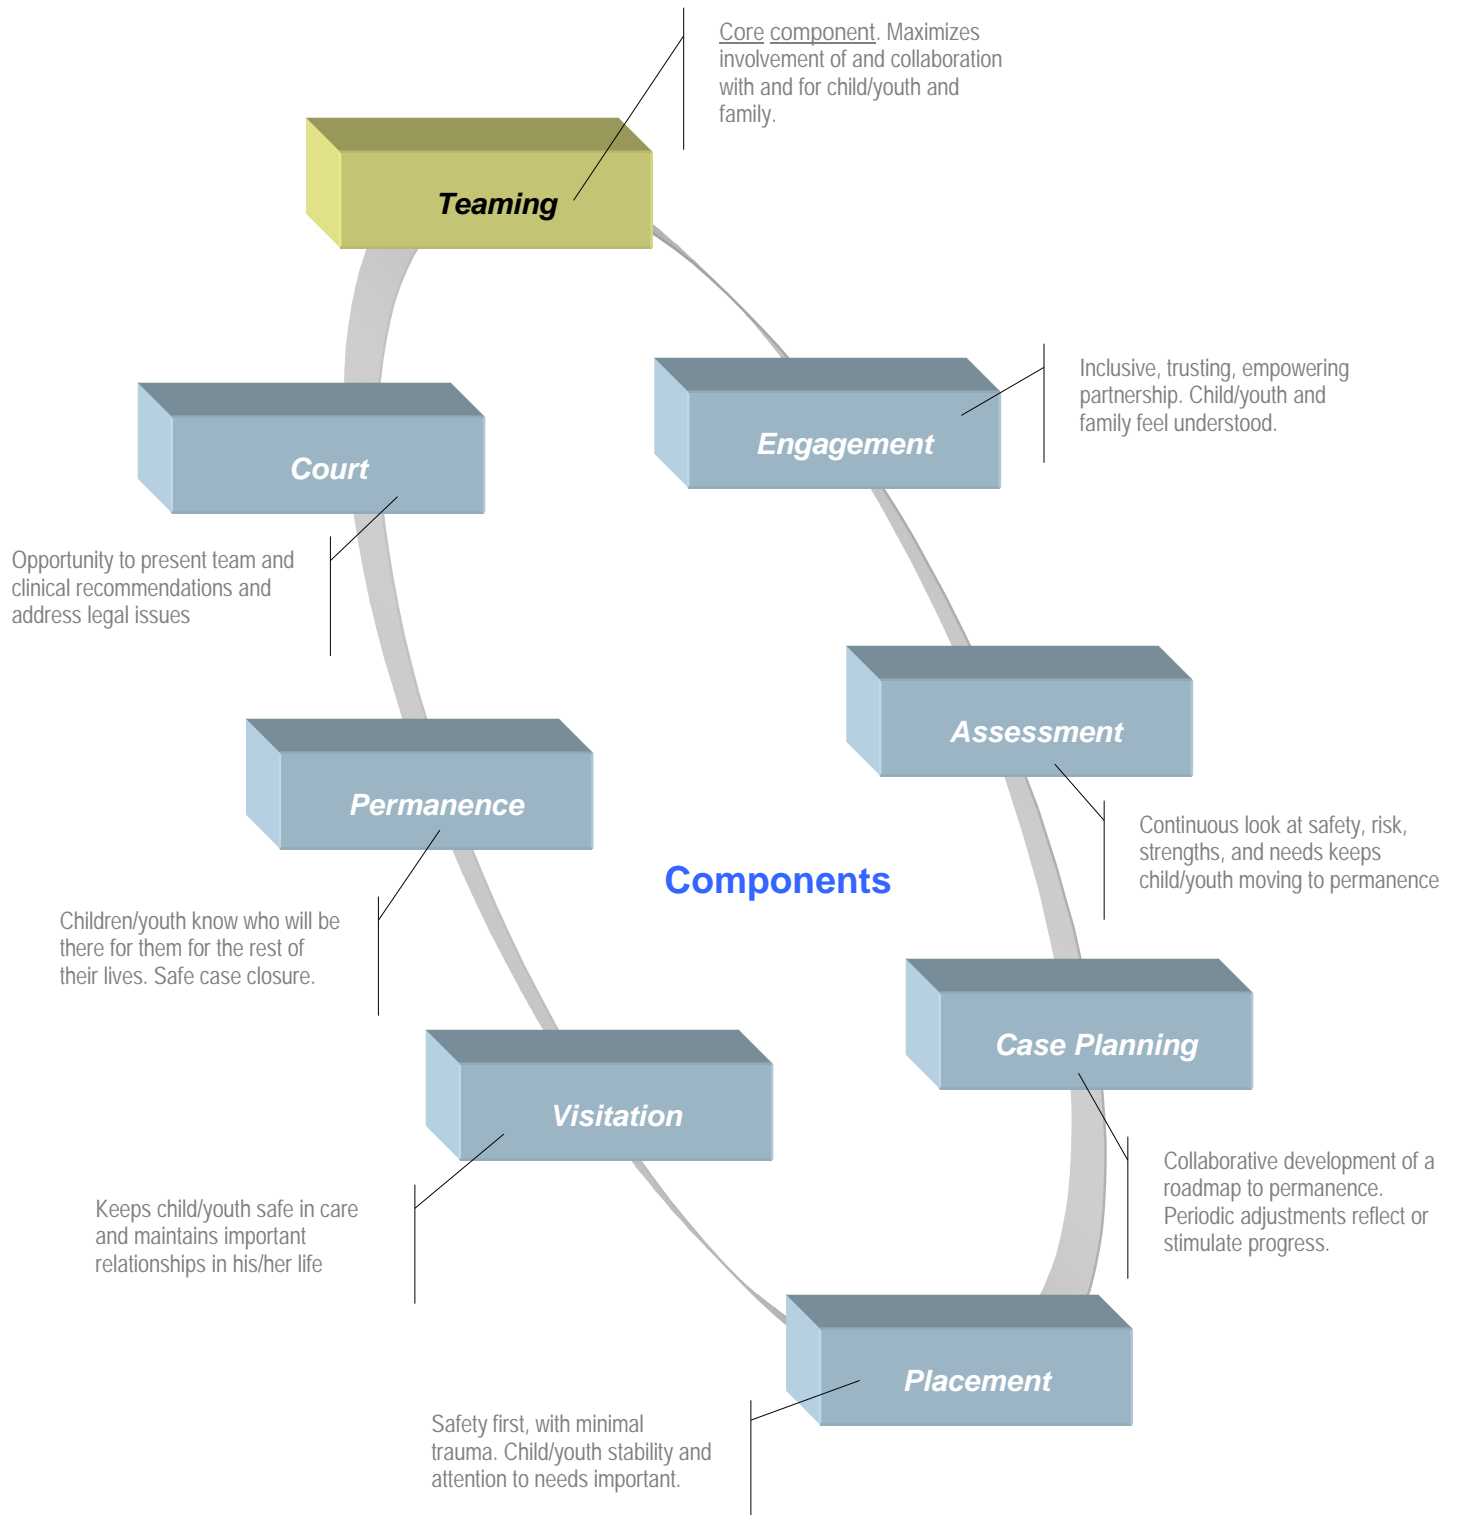 Core component. Maximizes
involvement of and collaboration
with and for child/youth and
family.
Teaming
Engagement
Inclusive, trusting, empowering
partnership. Child/youth and
family feel understood.
Court
Opportunity to present team and
clinical recommendations and
address legal issues
Assessment
Continuous look at safety, risk,
strengths, and needs keeps
child/youth moving to permanence
Permanence
Children/youth know who will be
there for them for the rest of
their lives. Safe case closure.
Components
Case Planning
Collaborative development of a
roadmap to permanence.
Periodic adjustments reflect or
stimulate progress.
Visitation
Keeps child/youth safe in care
and maintains important
relationships in his/her life
Placement
Safety first, with minimal
trauma. Child/youth stability and
attention to needs important.